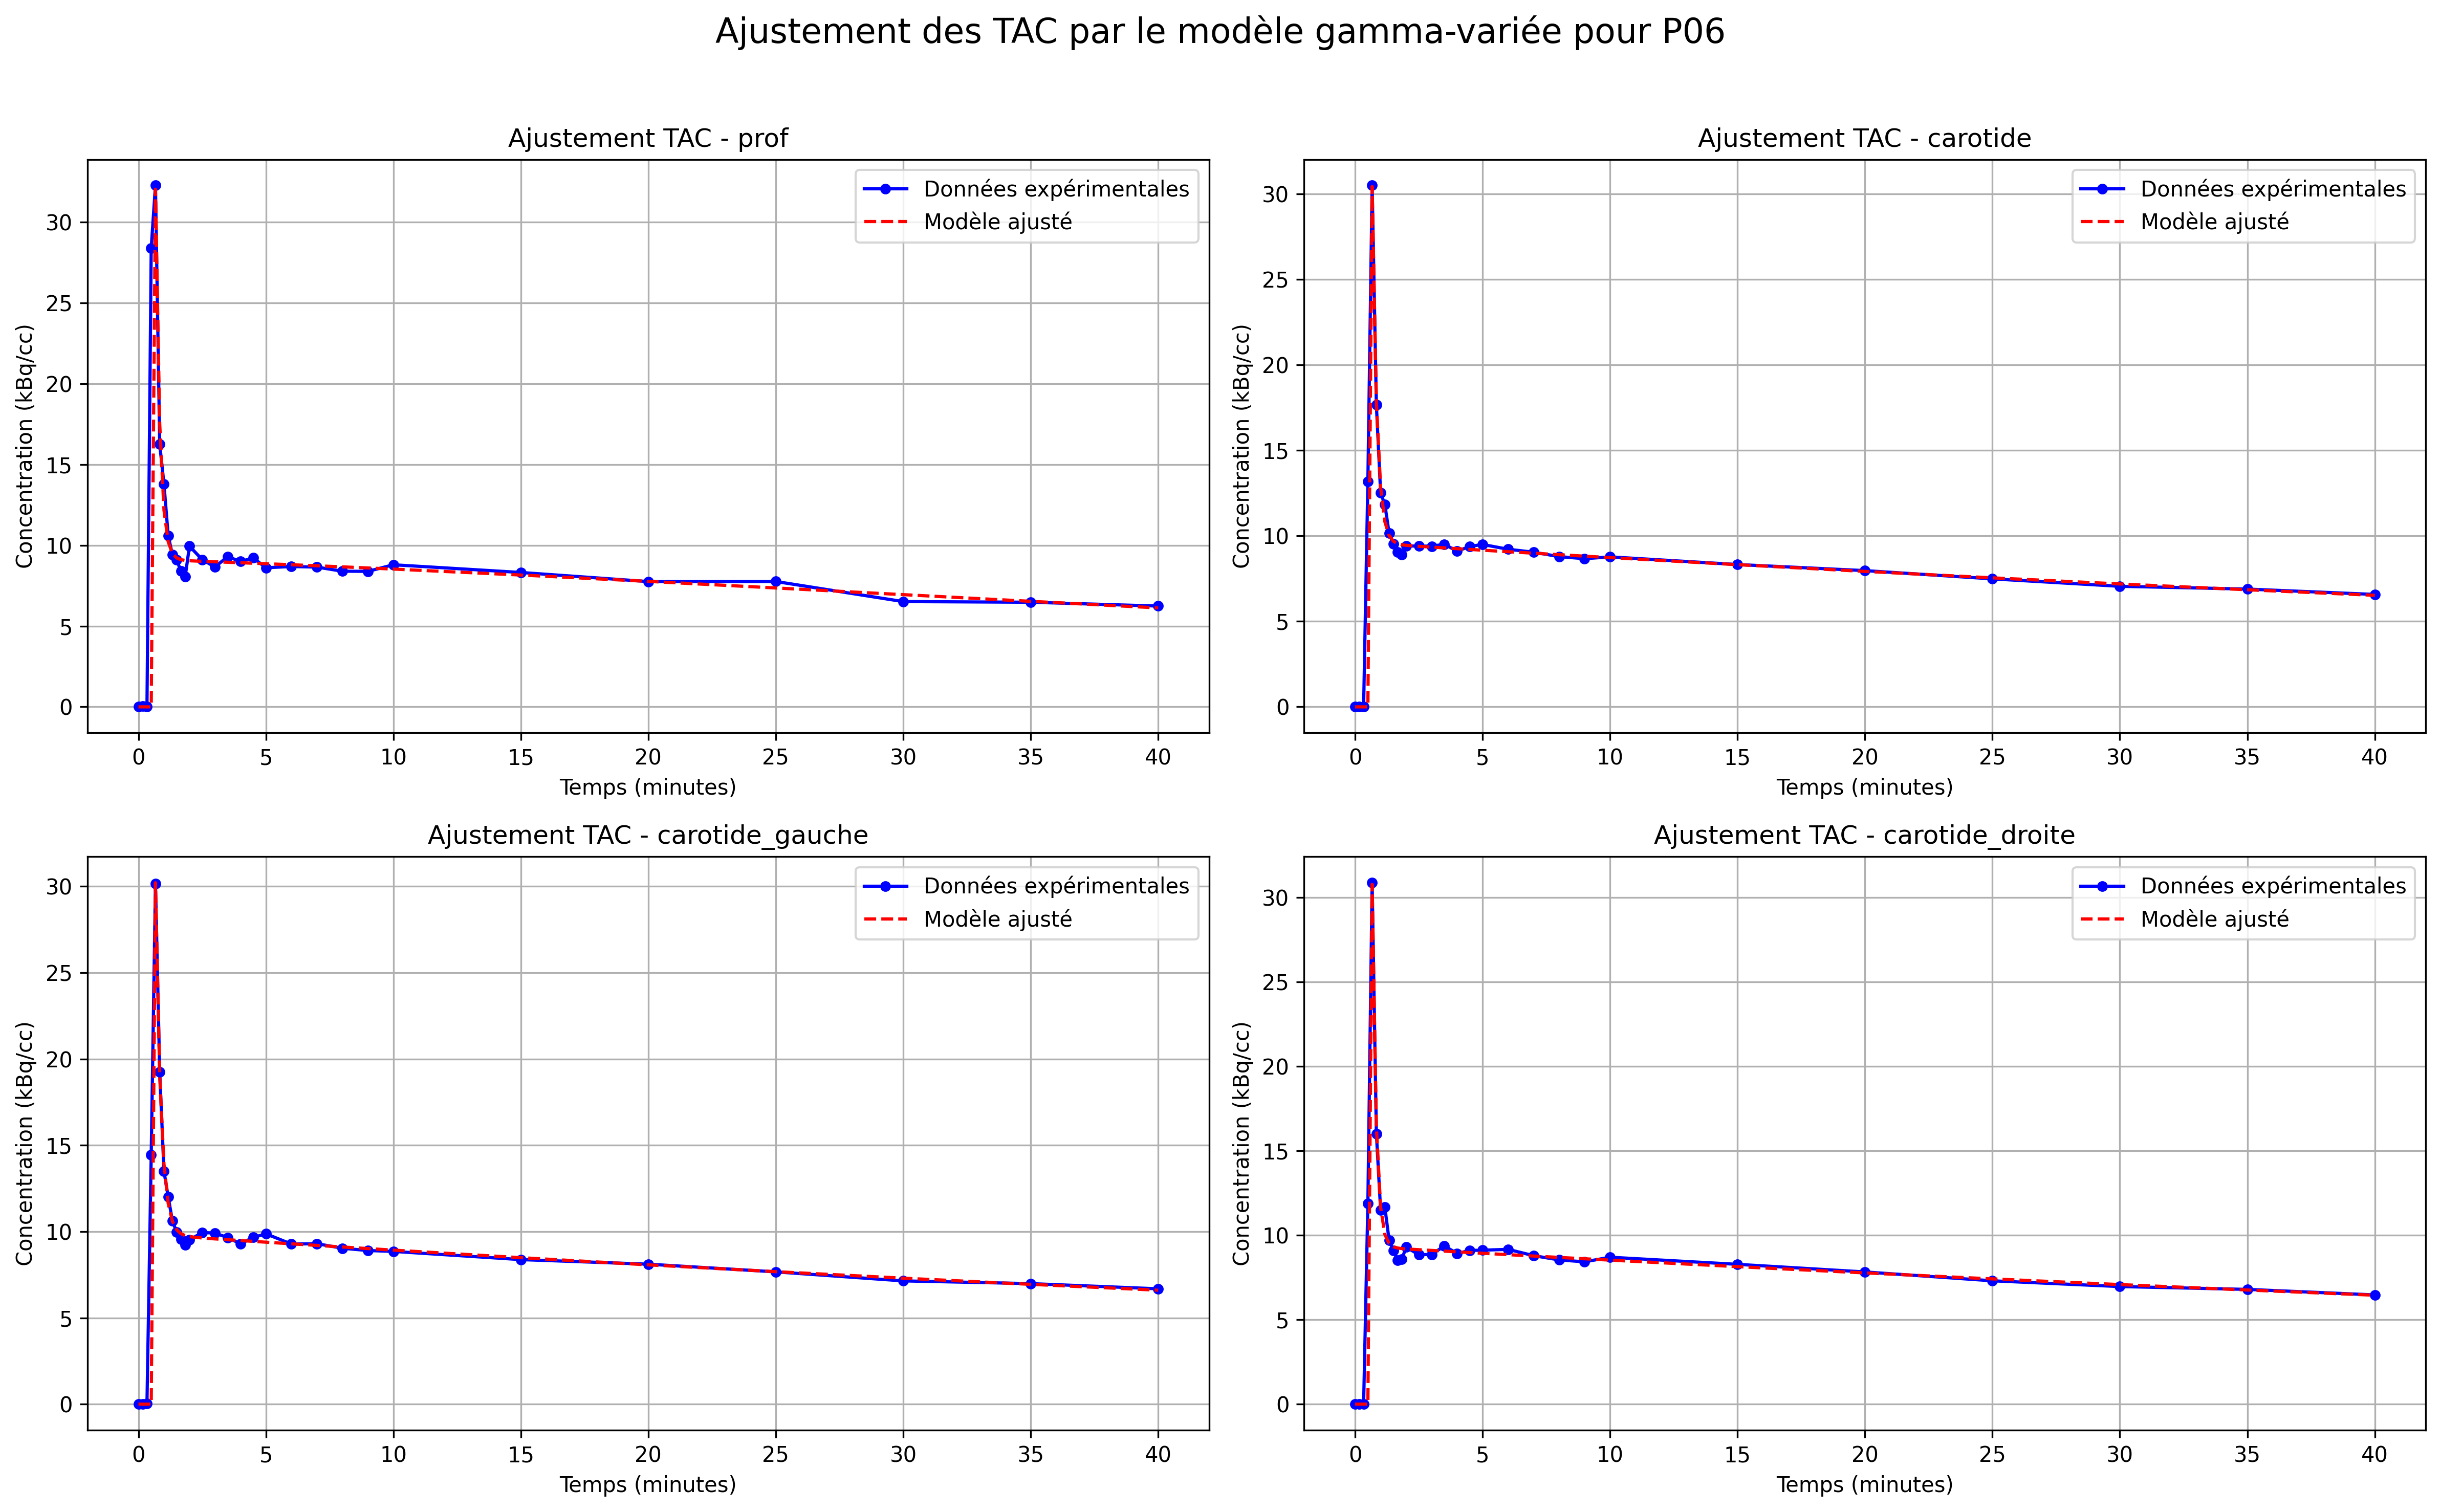 Ajustement des TAC par le modèle gamma-variée pour P06
Ajustement TAC - prof
Concentration (kBq/cc)
30
25
20
15
10
5
0
Données expérimentales
Modèle ajusté
0 5 10 15 20 25 30 35 40
Temps (minutes)
Ajustement TAC - carotide
Concentration (kBq/cc)
30
25
20
15
10
5
0
Données expérimentales
Modèle ajusté
0 5 10 15 20 25 30 35 40
Temps (minutes)
Ajustement TAC - carotide_gauche
Concentration (kBq/cc)
30
25
20
15
10
5
0
Données expérimentales
Modèle ajusté
0 5 10 15 20 25 30 35 40
Temps (minutes)
Ajustement TAC - carotide_droite
Concentration (kBq/cc)
30
25
20
15
10
5
0
Données expérimentales
Modèle ajusté
0 5 10 15 20 25 30 35 40
Temps (minutes)